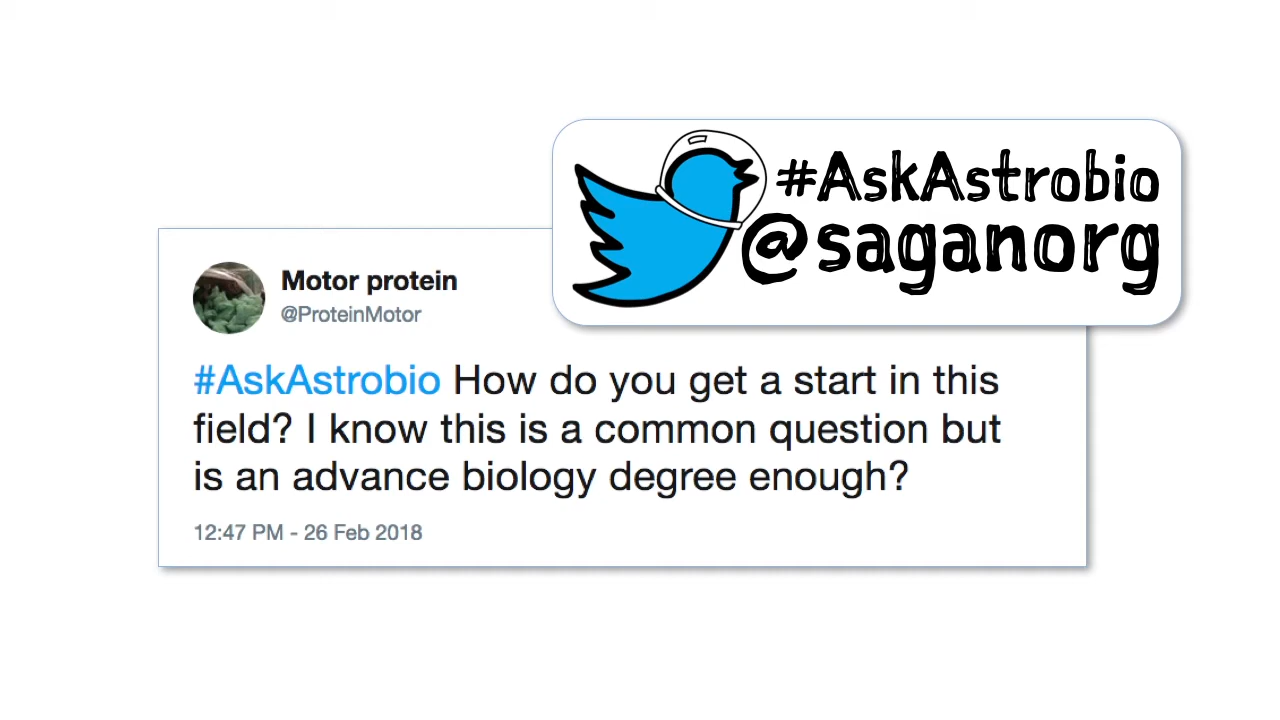 #AskAstrobio
@saganorg
Motor protein
@ProteinMotor
#AskAstrobio How do you get a start in this
field? I know this is a common question but
is an advance biology degree enough?
12:47 PM - 26 Feb 2018